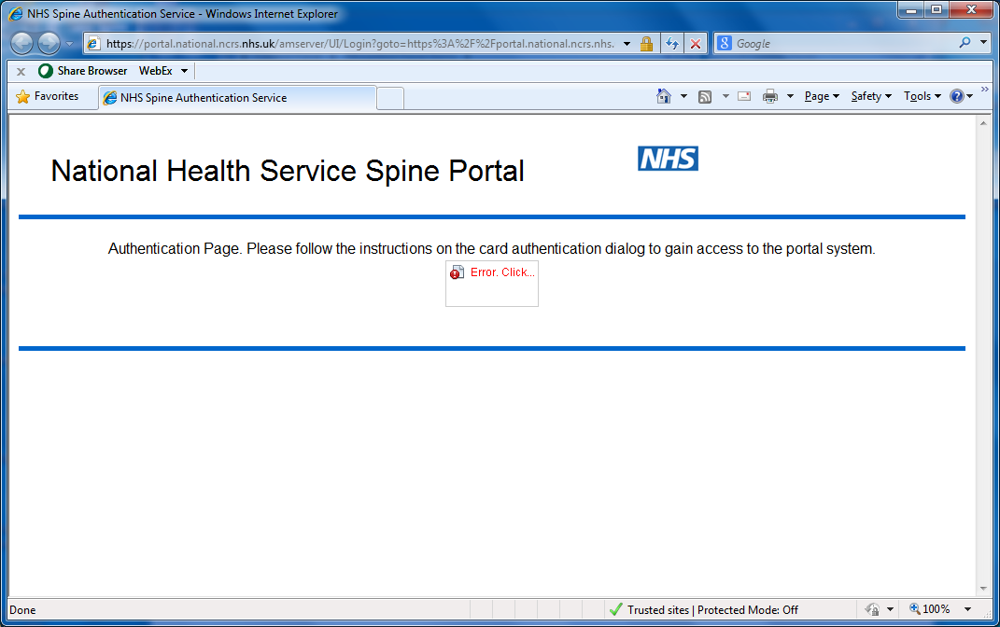 NHS Spine Authentication Service - Windows Internet Explorer
https://portal.national.ncrs.nhs.uk/amserver/UI/Login?goto=https%3A%2F%2Fportal.national.ncrs.nhs.
Google
x Share Browser WebEx
Favorites NHS Spine Authentication Service Page Safety Tools
National Health Service Spine Portal NHS
Authentication Page. Please follow the instructions on the card authentication dialog to gain access to the portal system.
Error. Click...
Done Trusted sites | Protected Mode: Off 100%